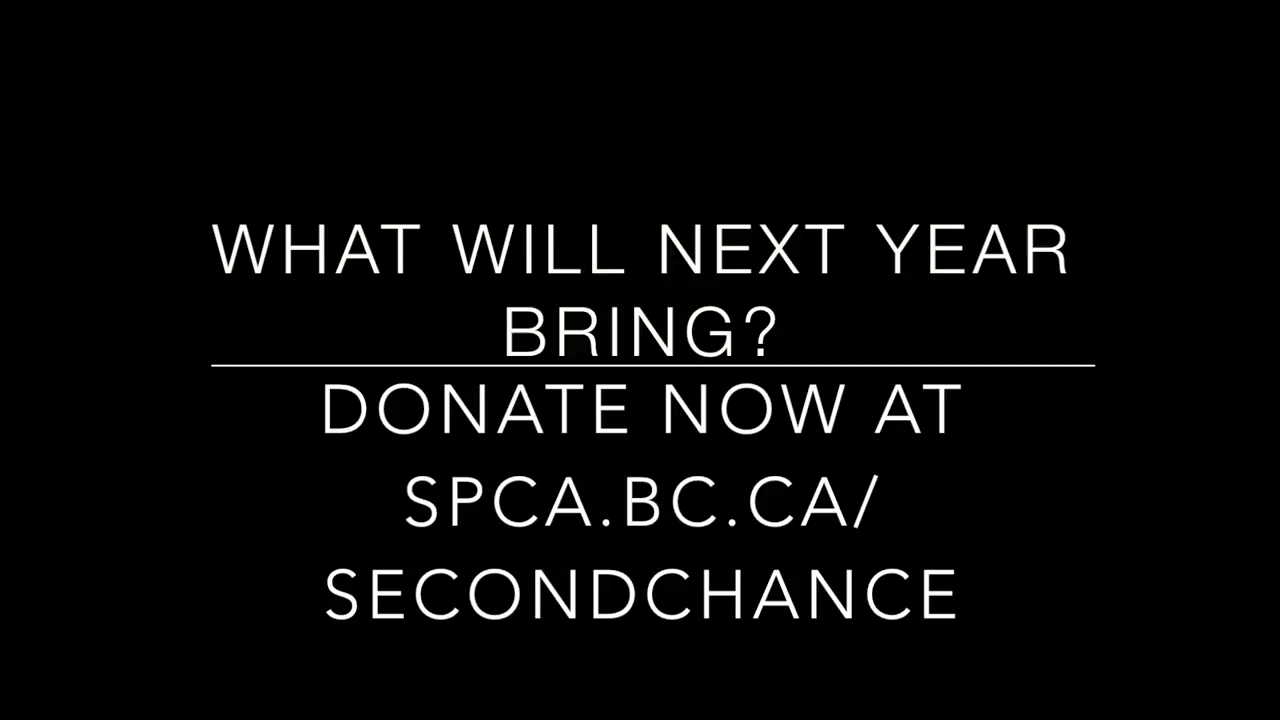 WHAT WILL NEXT YEAR
BRING?
DONATE NOW AT
SPCA.BC.CA/
SECONDCHANCE